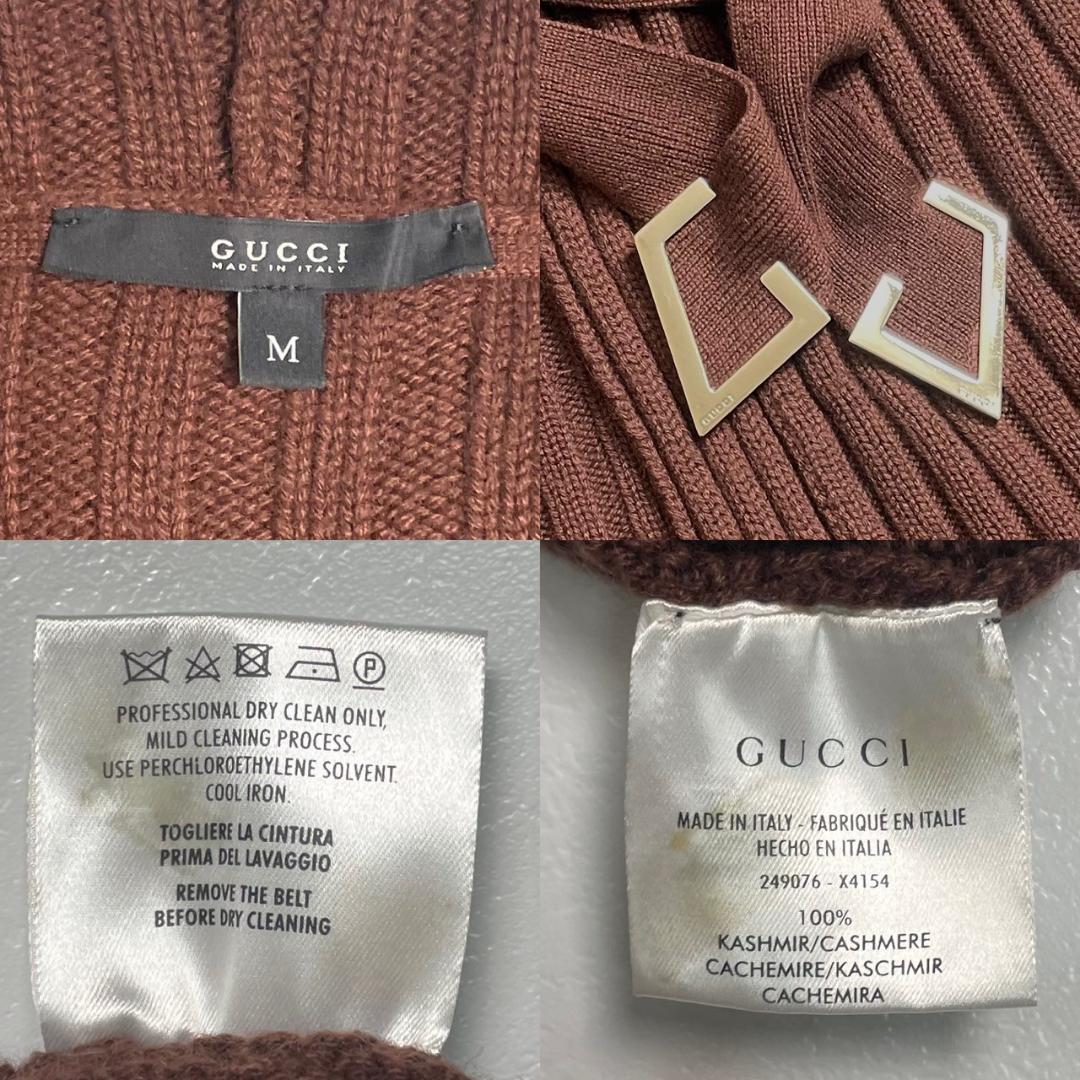 GUCCI
MADE IN ITALY
M
GUCCI
P
PROFESSIONAL DRY CLEAN ONLY,
MILD CLEANING PROCESS.
USE PERCHLOROETHYLENE SOLVENT.
COOL IRON.
TOGLIERE LA CINTURA
PRIMA DEL LAVAGGIO
REMOVE THE BELT
BEFORE DRY CLEANING
GUCCI
MADE IN ITALY - FABRIQUÉ EN ITALIE
HECHO EN ITALIA
249076 - X4154
100%
KASHMIR/CASHMERE
CACHEMIRE/KASCHMIR
CACHEMIRA